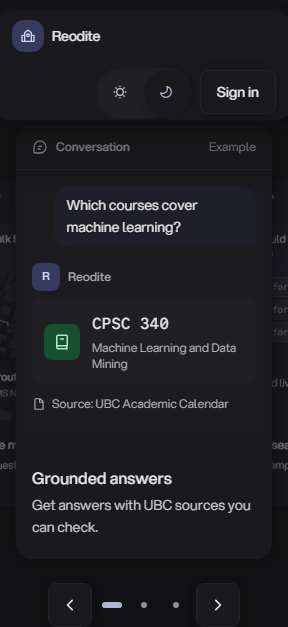 Reodite
Sign in
Conversation
Example
Which courses cover
machine learning?
R
Reodite
CPSC 340
Machine Learning and Data
Mining
Source: UBC Academic Calendar
Grounded answers
Get answers with UBC sources you
can check.